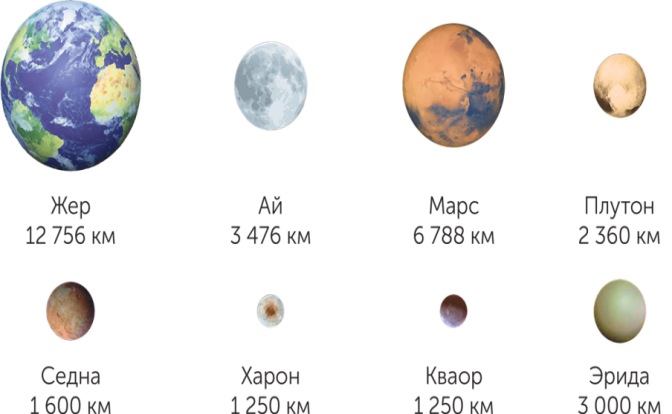 Жер
12 756 км
Ай
3 476 км
Марс
6 788 км
Плутон
2 360 км
Седна
1 600 км
Харон
1 250 км
Кваор
1 250 км
Эрида
3 000 км